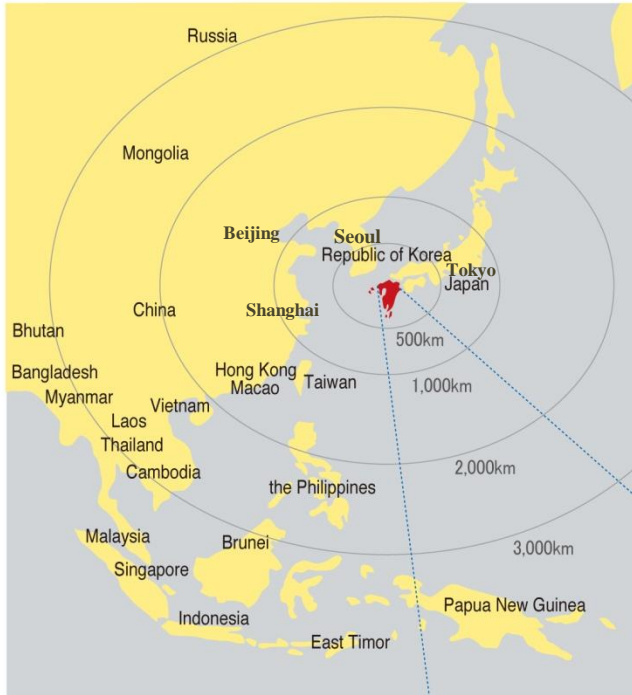 Russia
Mongolia
Beijing
Seoul
Republic of Korea
Tokyo
Japan
China
Shanghai
Bhutan
500km
Bangladesh
Hong Kong
Macao
Taiwan
1,000km
Myanmar
Vietnam
Laos
Thailand
Cambodia
2,000km
the Philippines
Malaysia
Brunei
3,000km
Singapore
Indonesia
Papua New Guinea
East Timor